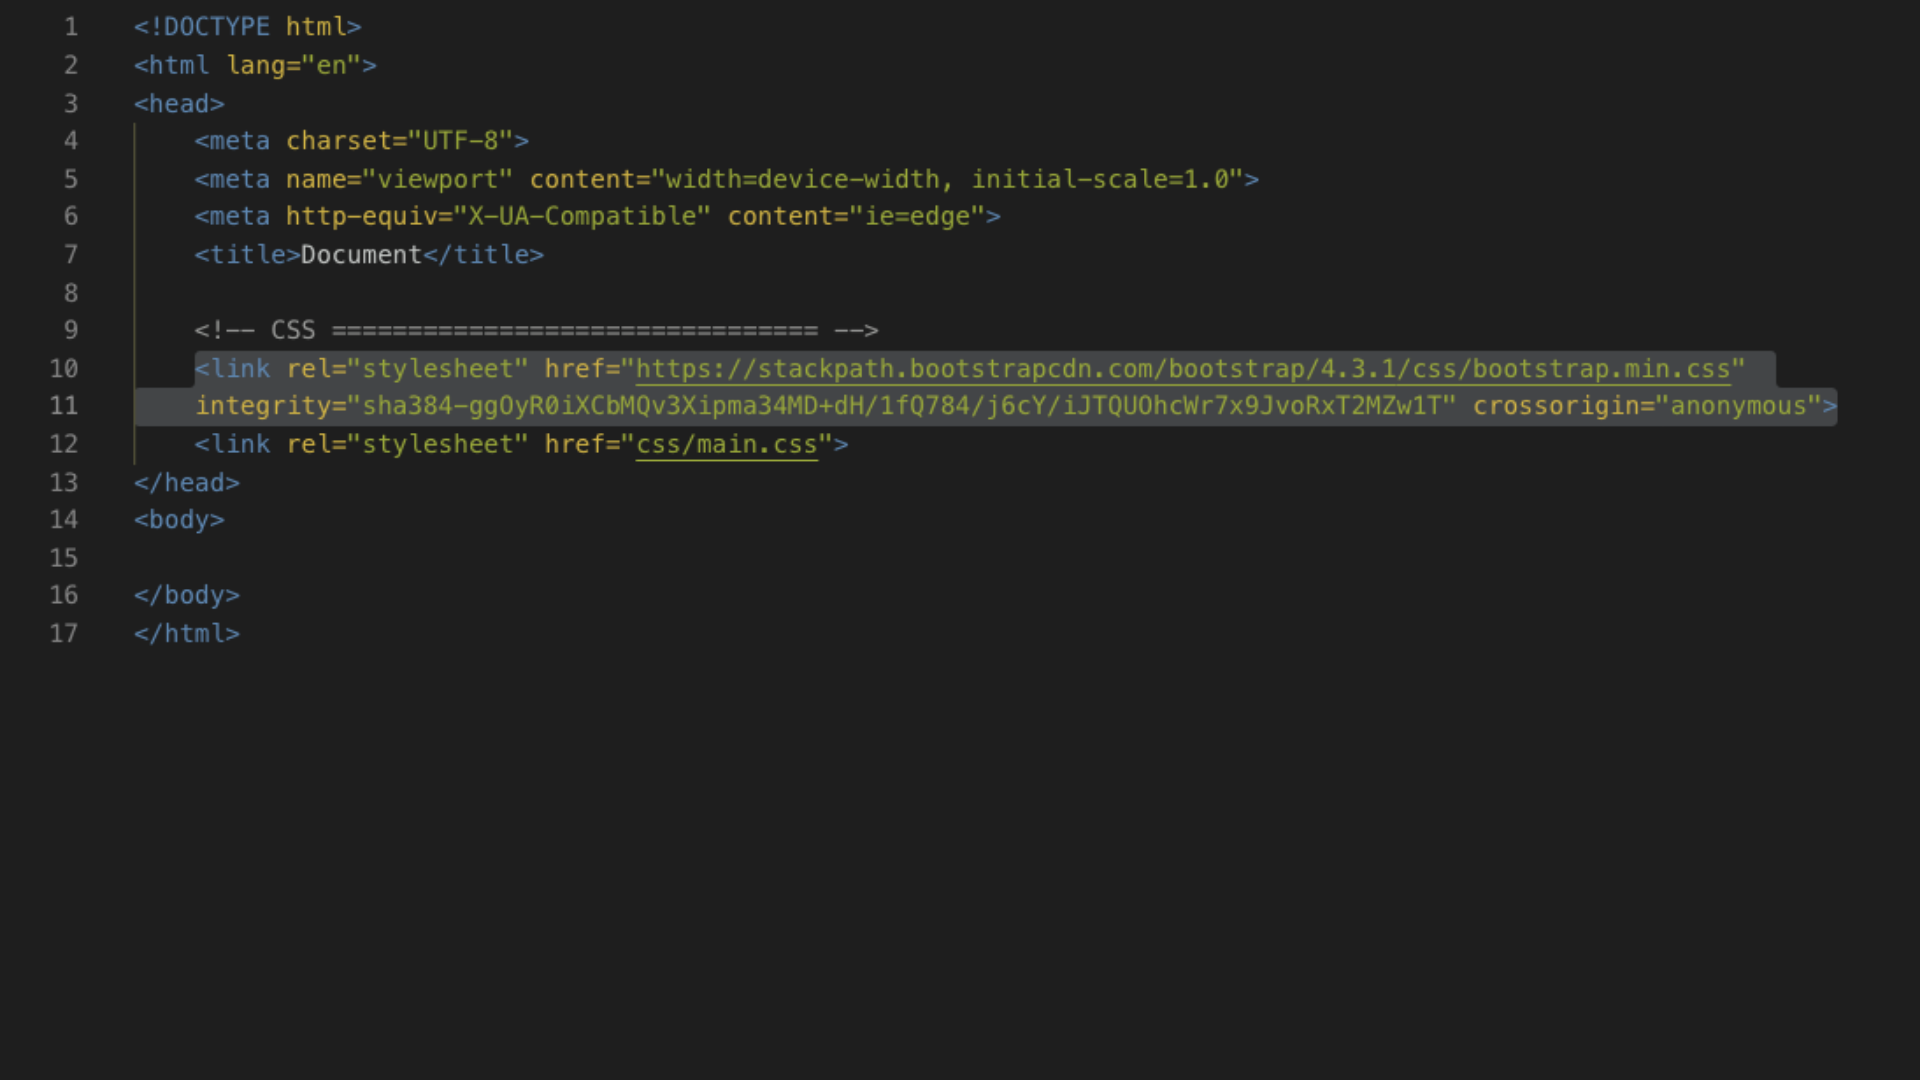 1 <!DOCTYPE html>
2 <html lang="en">
3 <head>
4 <meta charset="UTF-8">
5 <meta name="viewport" content="width=device-width, initial-scale=1.0">
6 <meta http-equiv="X-UA-Compatible" content="ie=edge">
7 <title>Document</title>
8
9 <!-- CSS ================================ -->
10 <link rel="stylesheet" href="https://stackpath.bootstrapcdn.com/bootstrap/4.3.1/css/bootstrap.min.css"
11 integrity="sha384-ggOyR0iXCbMQv3Xipma34MD+dH/1fQ784/j6cY/iJTQUOhcWr7x9JvoRxT2MZw1T" crossorigin="anonymous">
12 <link rel="stylesheet" href="css/main.css">
13 </head>
14 <body>
15
16 </body>
17 </html>